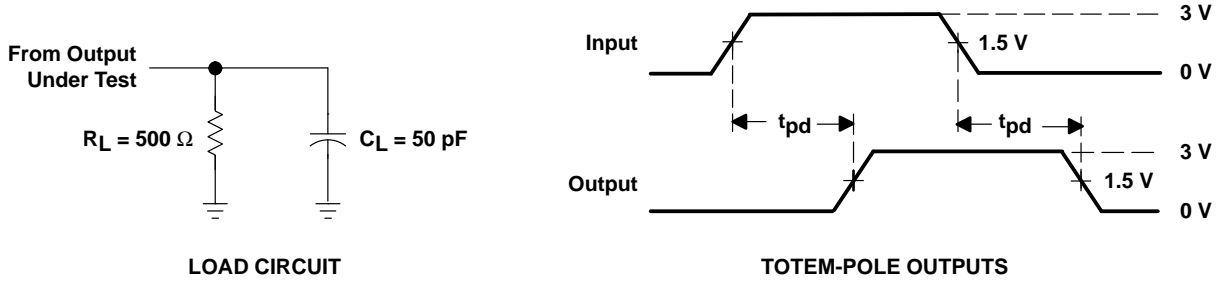 From Output
Under Test
RL = 500 Ω
CL = 50 pF
LOAD CIRCUIT
Input
3 V
1.5 V
0 V
tpd
tpd
Output
3 V
1.5 V
0 V
TOTEM-POLE OUTPUTS